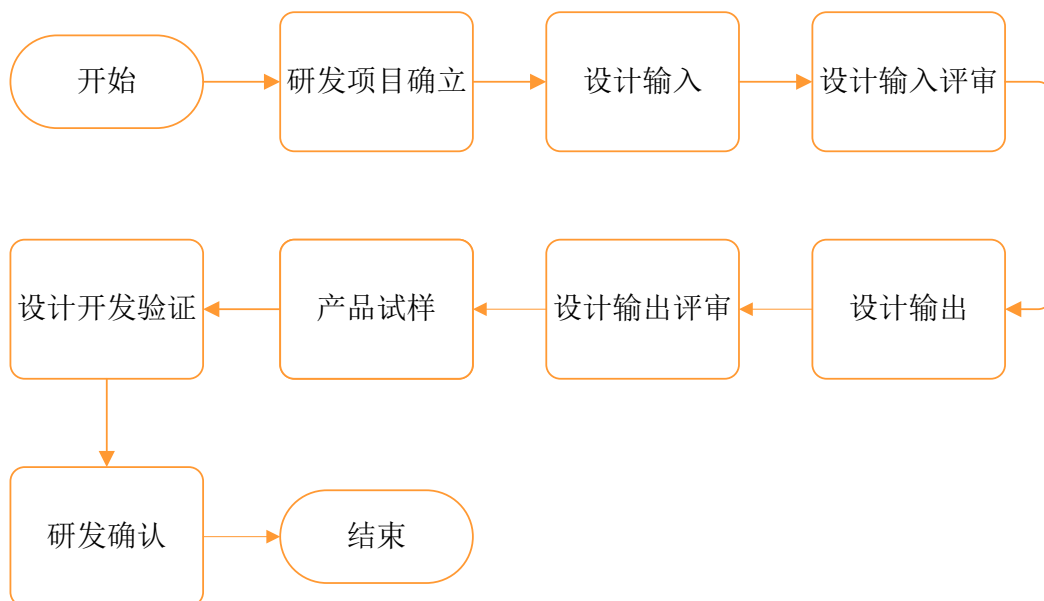 开始
研发项目确立
设计输入
设计输入评审
设计输出
设计输出评审
产品试样
设计开发验证
研发确认
结束